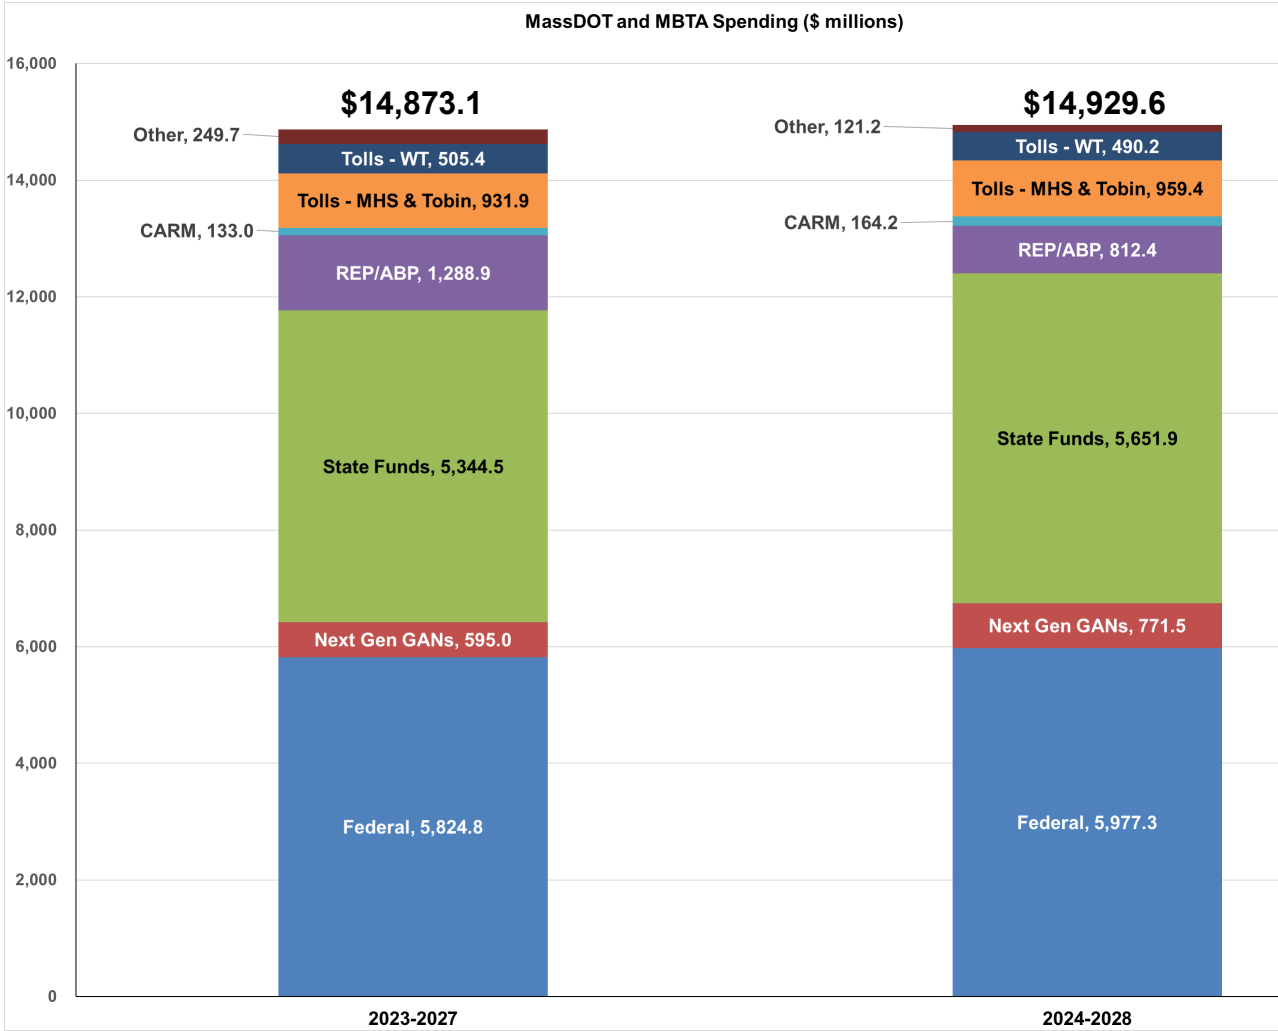 MassDOT and MBTA Spending ($ millions)
16,000
14,000
12,000
10,000
8,000
6,000
4,000
2,000
0
$14,873.1
Other, 249.7
Tolls - WT, 505.4
Tolls - MHS & Tobin, 931.9
CARM, 133.0
REP/ABP, 1,288.9
State Funds, 5,344.5
Next Gen GANs, 595.0
Federal, 5,824.8
2023-2027
$14,929.6
Other, 121.2
Tolls - WT, 490.2
Tolls - MHS & Tobin, 959.4
CARM, 164.2
REP/ABP, 812.4
State Funds, 5,651.9
Next Gen GANs, 771.5
Federal, 5,977.3
2024-2028